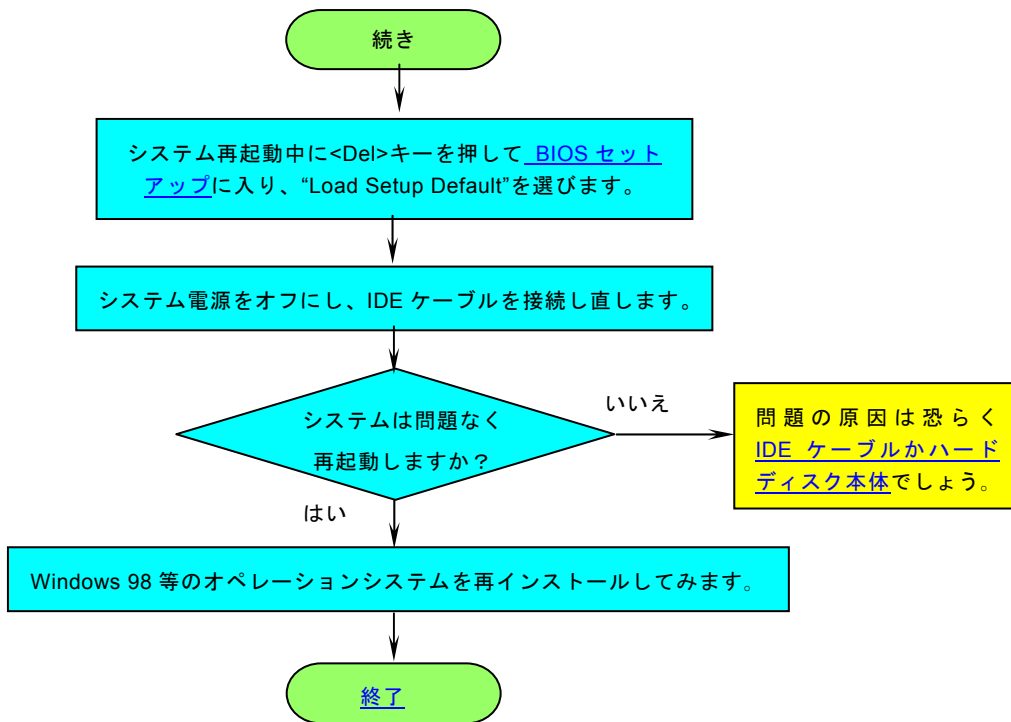 続き
システム再起動中に<Del>キーを押して BIOS セット
アップに入り、“Load Setup Default”を選びます。
システム電源をオフにし、IDE ケーブルを接続し直します。
システムは問題なく
再起動しますか？
いいえ
問題の原因は恐らく
IDE ケーブルかハード
ディスク本体でしょう。
はい
Windows 98 等のオペレーションシステムを再インストールしてみます。
終了